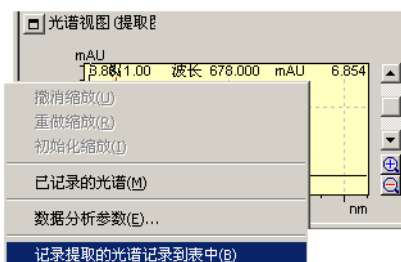 光谱视图 (提取
mAU
1.00 波长 678.000 mAU 6.854
撤消缩放(U)
重做缩放(R)
初始化缩放(I)
已记录的光谱(M)
数据分析参数(E)...
nm
记录提取的光谱记录到表中(B)